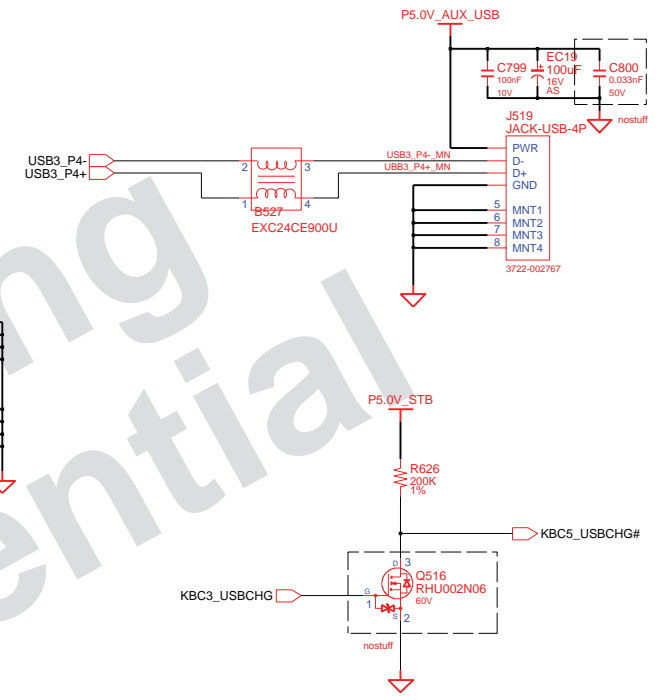 P5.0V_AUX_USB
C799
100nF
10V
EC19
100uF
16V
AS
C800
0.033nF
50V
nostuff
J519
JACK-USB-4P
USB3_P4-
USB3_P4+
2
3
1
4
B527
EXC24CE900U
USB3_P4-_MN
UBB3_P4+_MN
PWR
D-
D+
GND
5 MNT1
6 MNT2
7 MNT3
8 MNT4
3722-002767
P5.0V_STB
R626
200K
1%
KBC5_USBCHG#
KBC3_USBCHG
D 3
G
1
S 2
Q516
RHU002N06
60V
nostuff
ng
ential